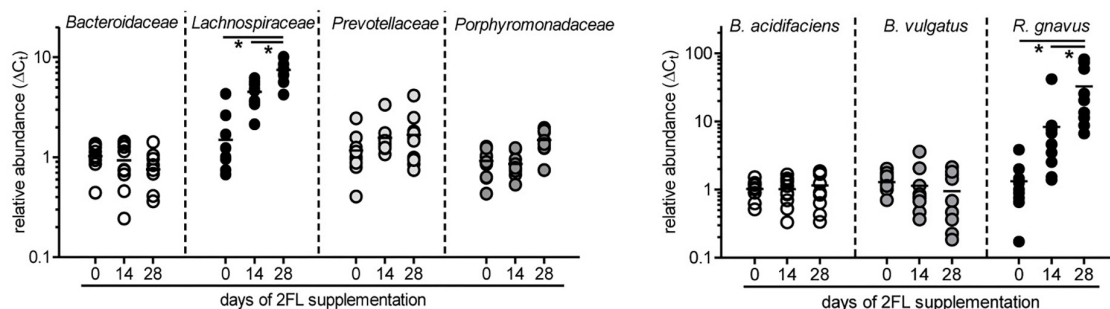 Bacteroidaceae Lachnospiraceae Prevotellaceae Porphyromonadaceae
* *
relative abundance (ΔCt)
10
1
0.1
0 14 28 0 14 28 0 14 28 0 14 28
days of 2FL supplementation
B. acidifaciens B. vulgatus R. gnavus
* *
relative abundance (ΔCt)
100
10
1
0.1
0 14 28 0 14 28 0 14 28
days of 2FL supplementation